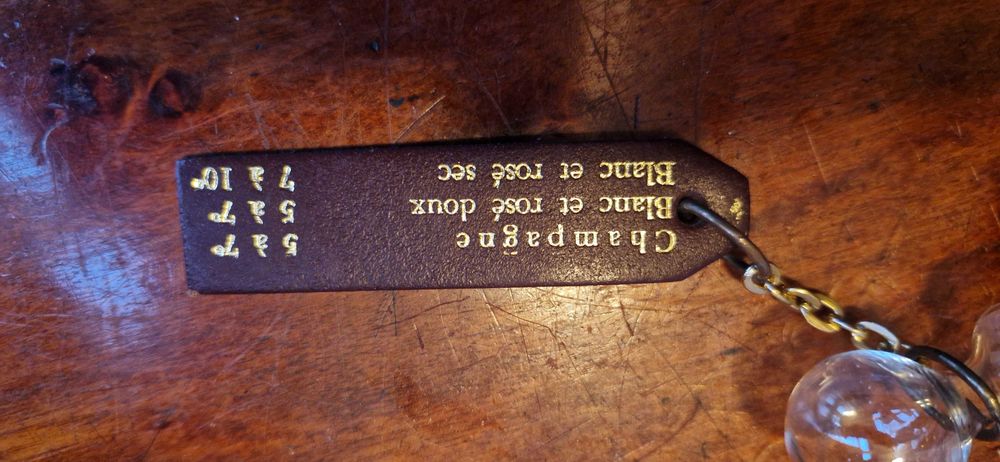 Champagne 5 à 7°
Blanc et rosé doux 5 à 7°
Blanc et rosé sec 7 à 10°